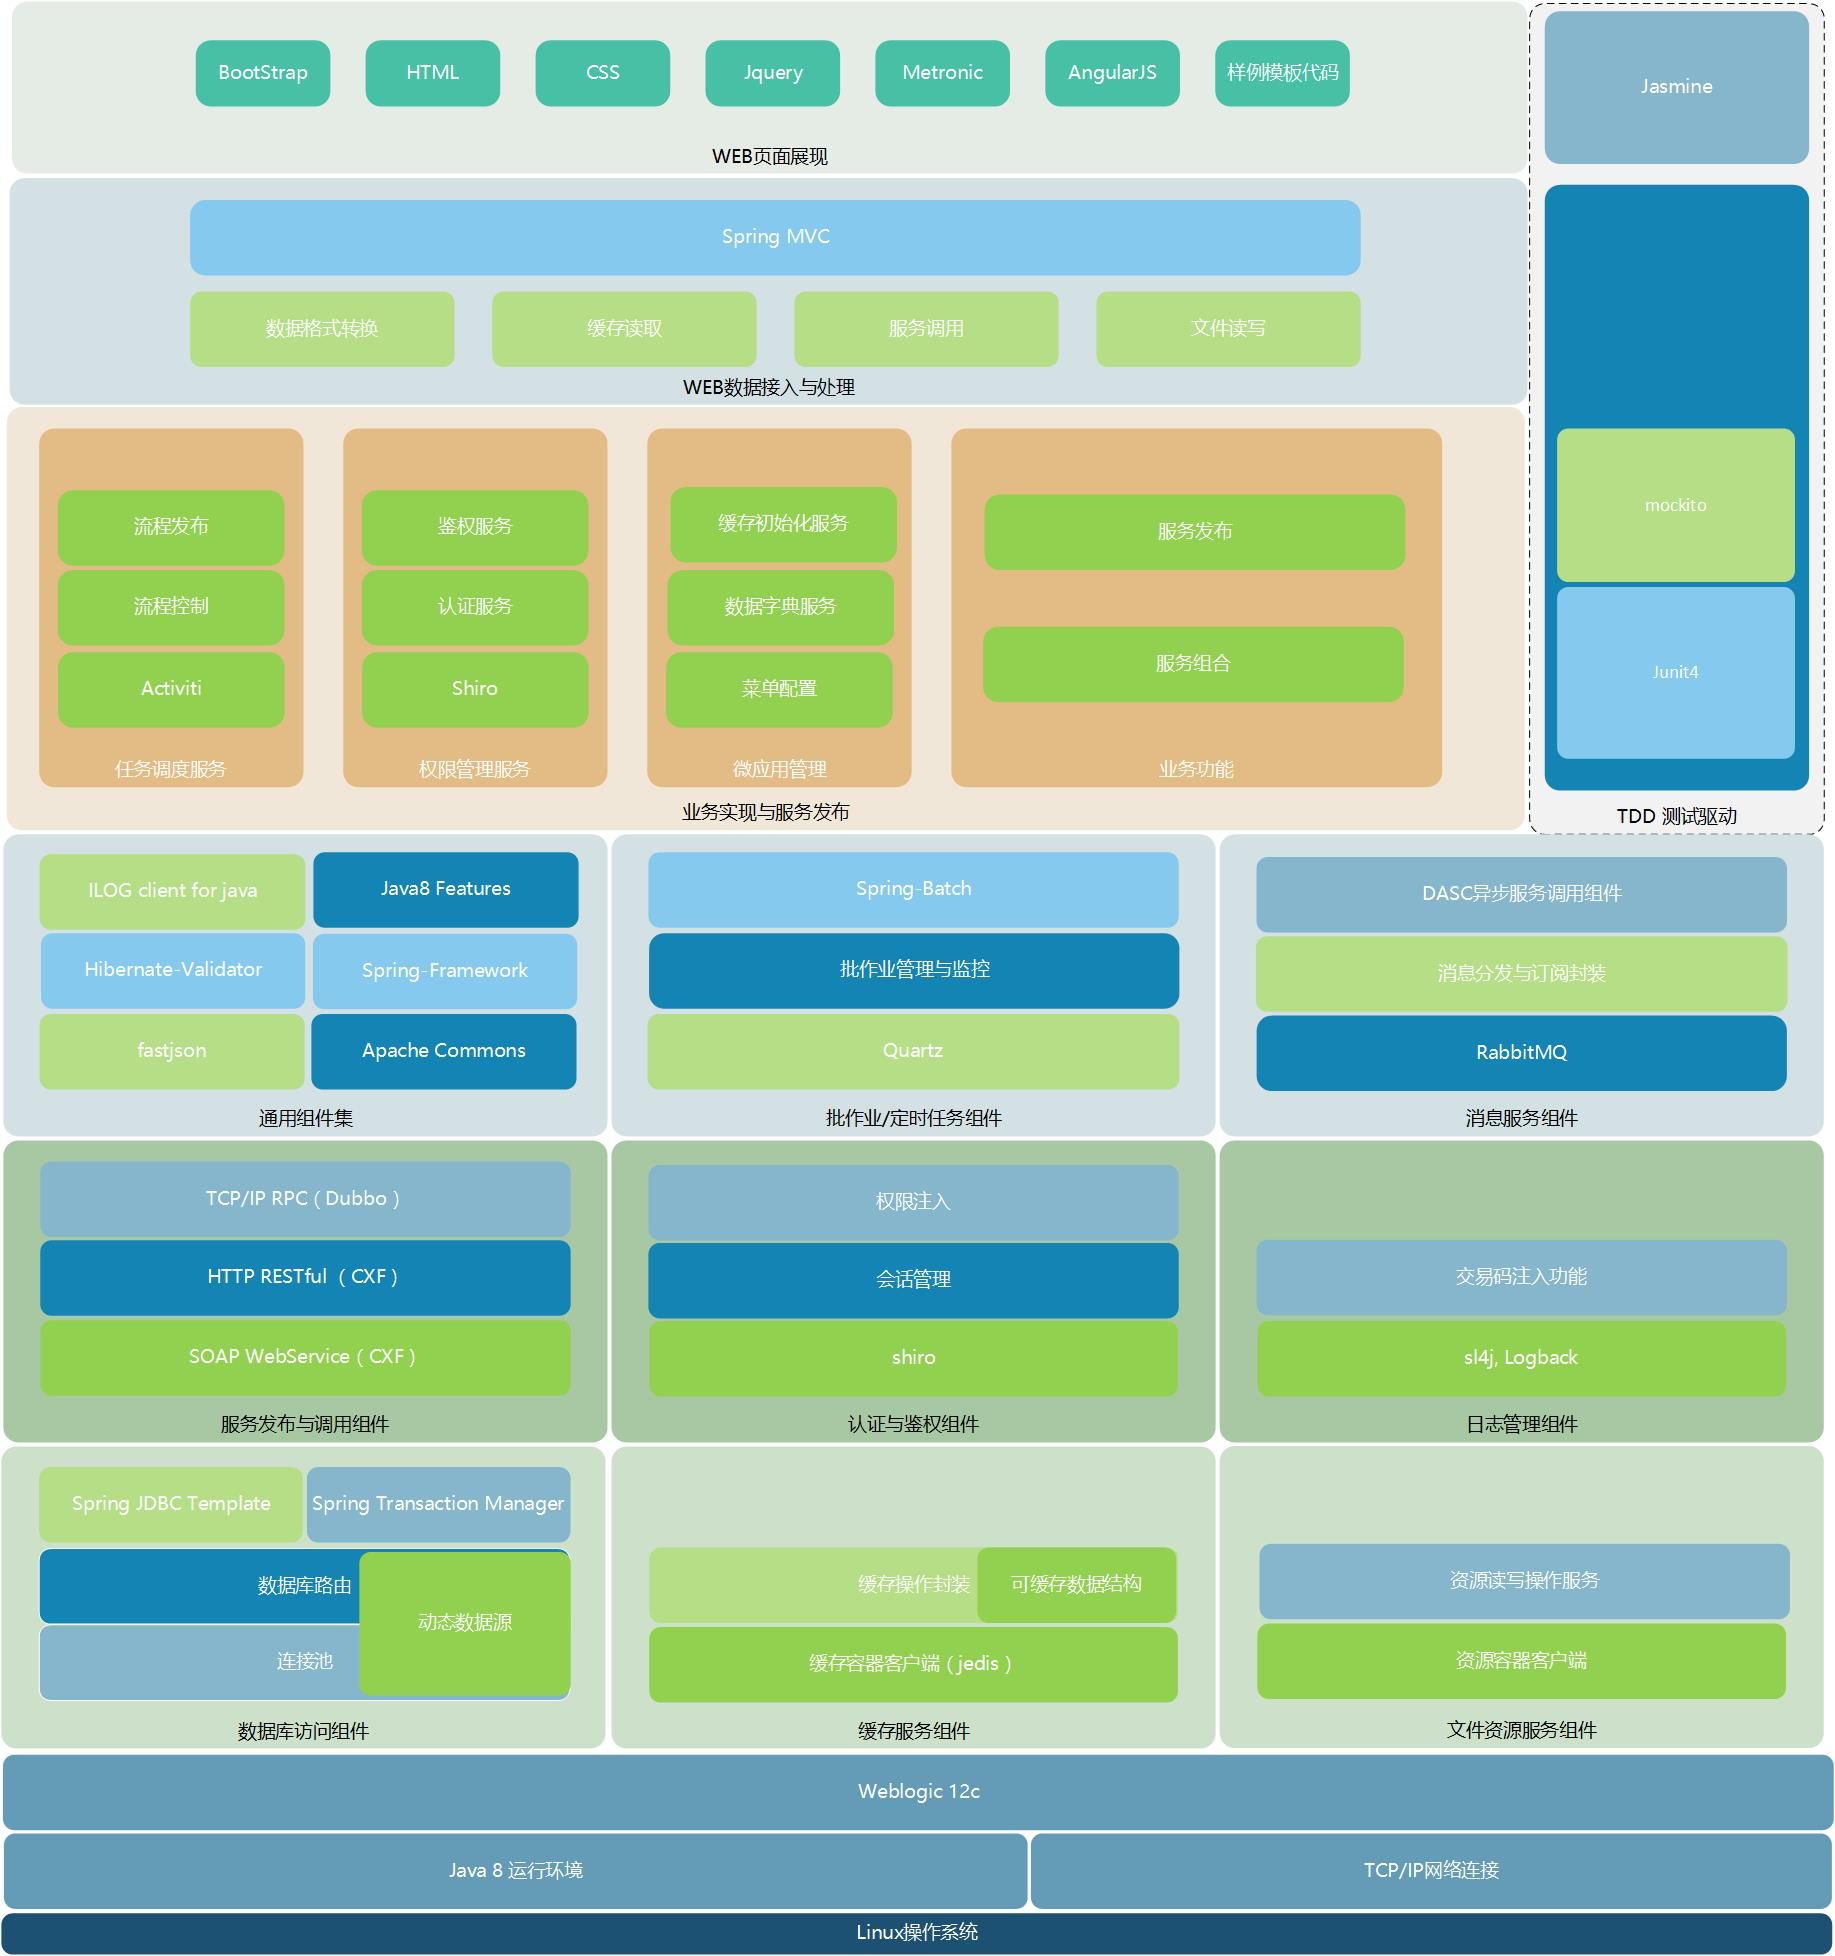 BootStrap
HTML
CSS
Jquery
Metronic
AngularJS
样例模板代码
WEB页面展现
Jasmine
Spring MVC
数据格式转换
缓存读取
服务调用
文件读写
WEB数据接入与处理
流程发布
流程控制
Activiti
任务调度服务
鉴权服务
认证服务
Shiro
权限管理服务
缓存初始化服务
数据字典服务
菜单配置
微应用管理
服务发布
服务组合
业务功能
业务实现与服务发布
mockito
Junit4
TDD 测试驱动
ILOG client for java
Java8 Features
Hibernate-Validator
Spring-Framework
fastjson
Apache Commons
通用组件集
Spring-Batch
批作业管理与监控
Quartz
批作业/定时任务组件
DASC异步服务调用组件
消息分发与订阅封装
RabbitMQ
消息服务组件
TCP/IP RPC（Dubbo）
HTTP RESTful （CXF）
SOAP WebService（CXF）
服务发布与调用组件
权限注入
会话管理
shiro
认证与鉴权组件
交易码注入功能
sl4j, Logback
日志管理组件
Spring JDBC Template
Spring Transaction Manager
数据库路由
动态数据源
连接池
数据库访问组件
缓存操作封装
可缓存数据结构
缓存容器客户端（jedis）
缓存服务组件
资源读写操作服务
资源容器客户端
文件资源服务组件
Weblogic 12c
Java 8 运行环境
TCP/IP网络连接
Linux操作系统